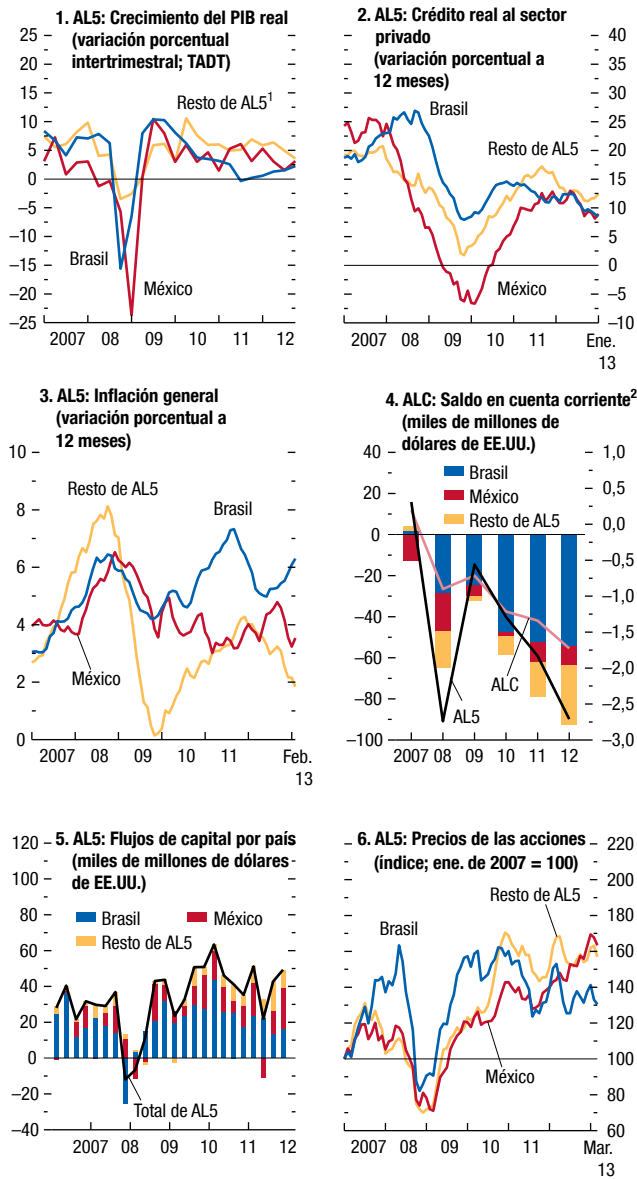 1. AL5: Crecimiento del PIB real
(variación porcentual
intertrimestral; TADT)
25
20
15
10
5
0
–5
–10
–15
–20
–25
Resto de AL5¹
Brasil
México
2007 08 09 10 11 12
2. AL5: Crédito real al sector
privado
(variación porcentual a
12 meses)
40
35
30
25
20
15
10
5
0
–5
–10
Brasil
Resto de AL5
México
2007 08 09 10 11 Ene.
13
3. AL5: Inflación general
(variación porcentual a
12 meses)
10
8
6
4
2
0
Resto de AL5
Brasil
México
2007 08 09 10 11 Feb.
13
4. ALC: Saldo en cuenta corriente²
(miles de millones de
dólares de EE.UU.)
40
20
0
–20
–40
–60
–80
–100
1,0
0,5
0,0
–0,5
–1,0
–1,5
–2,0
–2,5
–3,0
Brasil
México
Resto de AL5
ALC
AL5
2007 08 09 10 11 12
5. AL5: Flujos de capital por país
(miles de millones de dólares
de EE.UU.)
120
100
80
60
40
20
0
–20
–40
Brasil México
Resto de AL5
Total de AL5
2007 08 09 10 11 12
6. AL5: Precios de las acciones
(índice; ene. de 2007 = 100)
220
200
180
160
140
120
100
80
60
Resto de AL5
Brasil
México
2007 08 09 10 11 Mar.
13